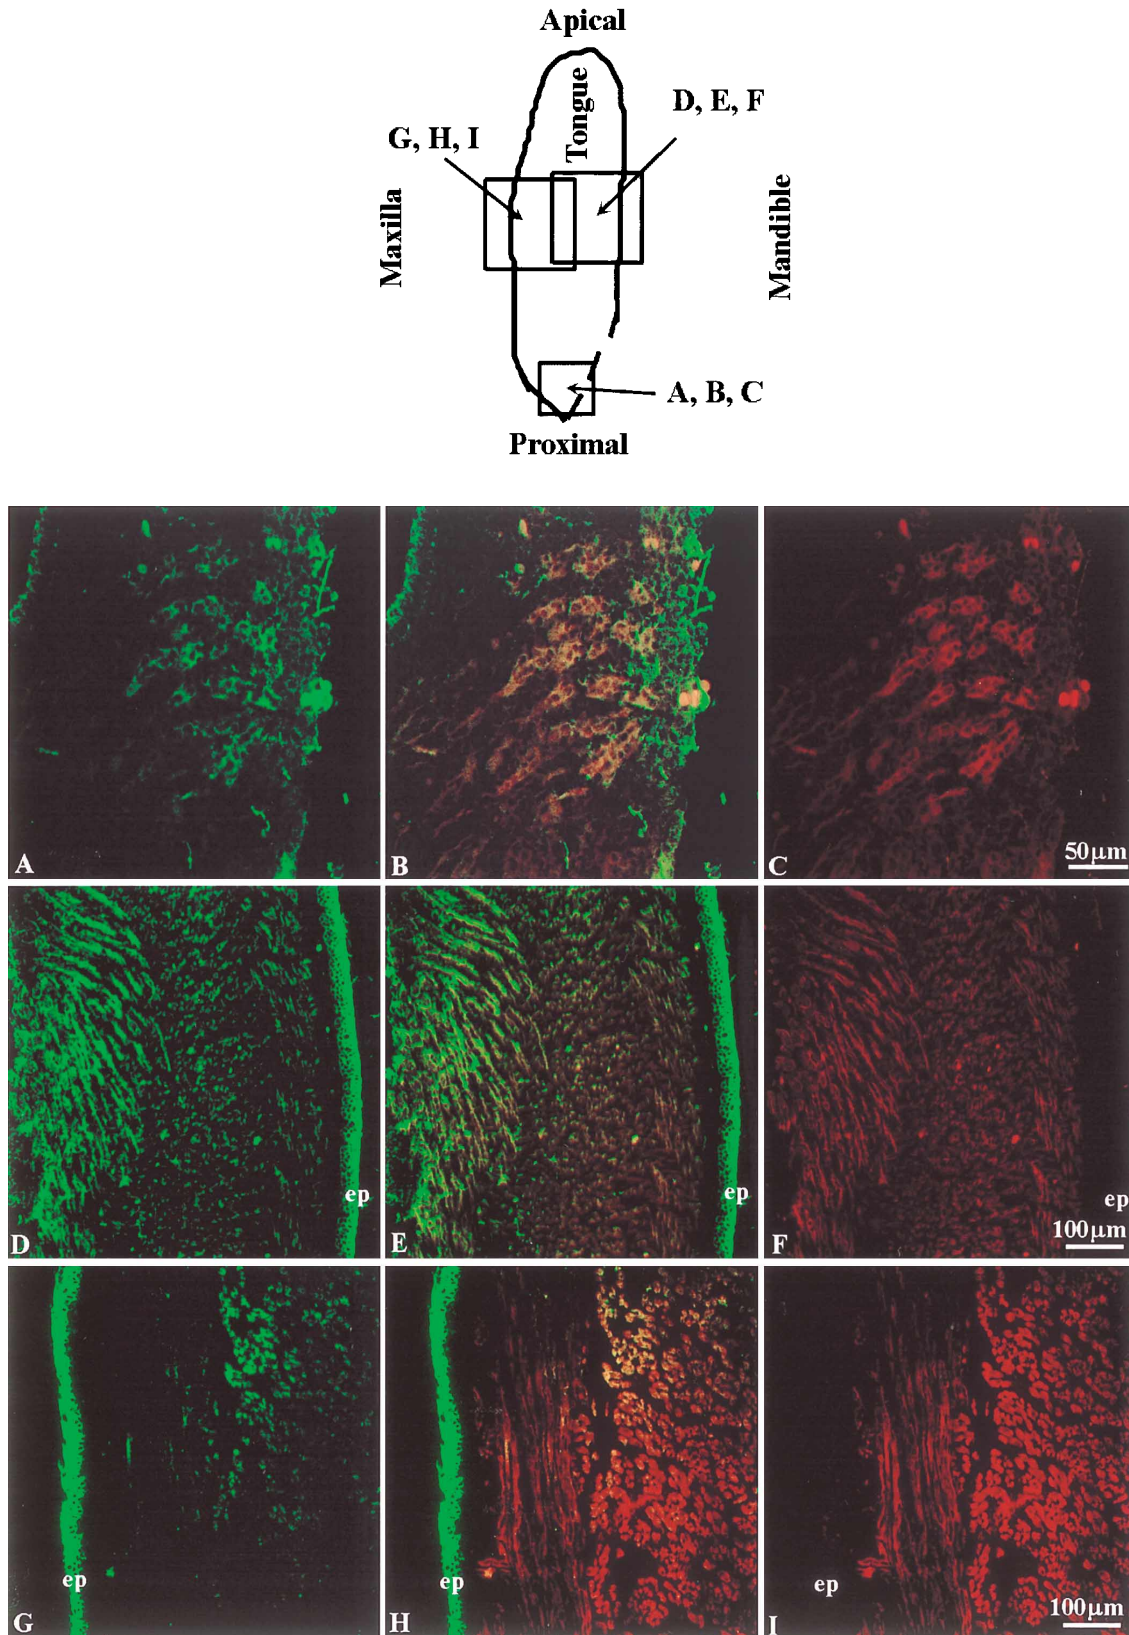 Apical
Tongue
D, E, F
G, H, I
Maxilla
Mandible
A, B, C
Proximal
A
B
C
50μm
D
ep
E
ep
F
ep
100μm
G
ep
H
ep
I
ep
100μm